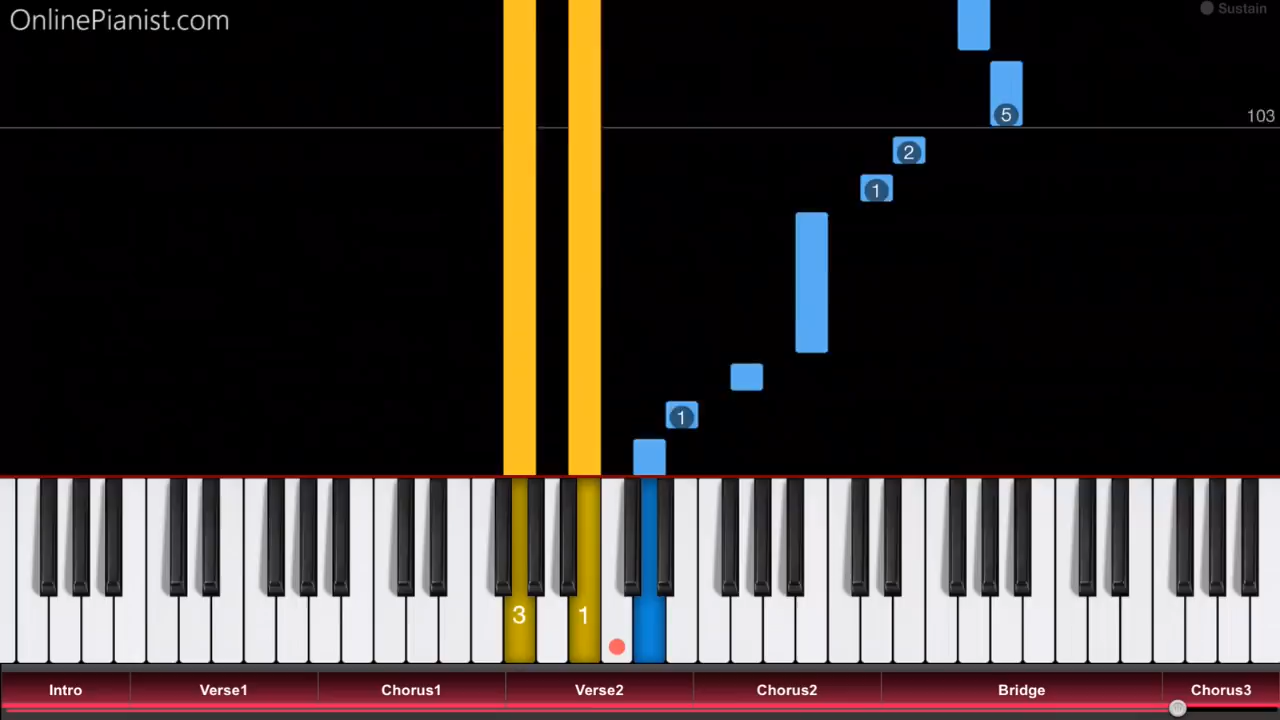 OnlinePianist.com
Sustain
5
103
2
1
1
3
1
Intro
Verse1
Chorus1
Verse2
Chorus2
Bridge
Chorus3